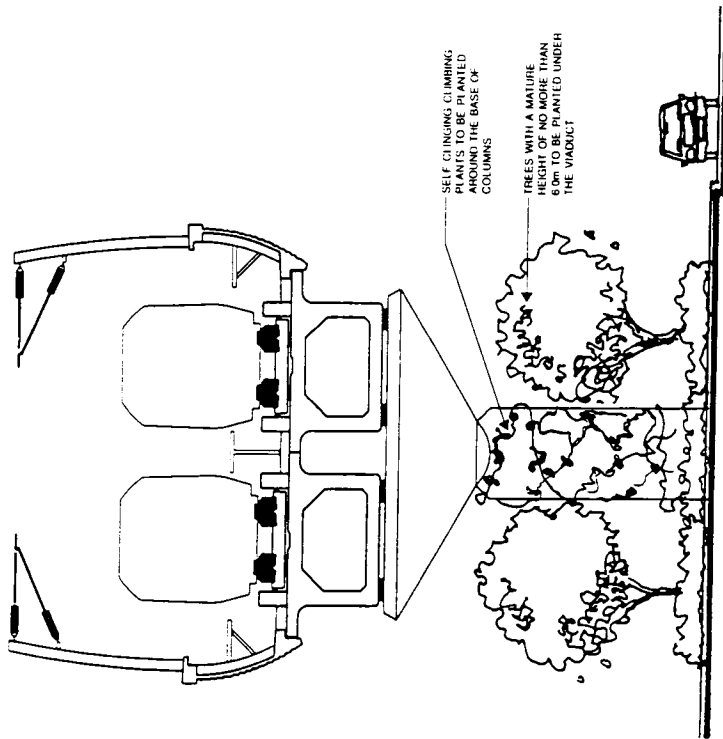 SELF CLINGING CLIMBING
PLANTS TO BE PLANTED
AROUND THE BASE OF
COLUMNS
TREES WITH A MATURE
HEIGHT OF NO MORE THAN
6.0m TO BE PLANTED UNDER
THE VIADUCT